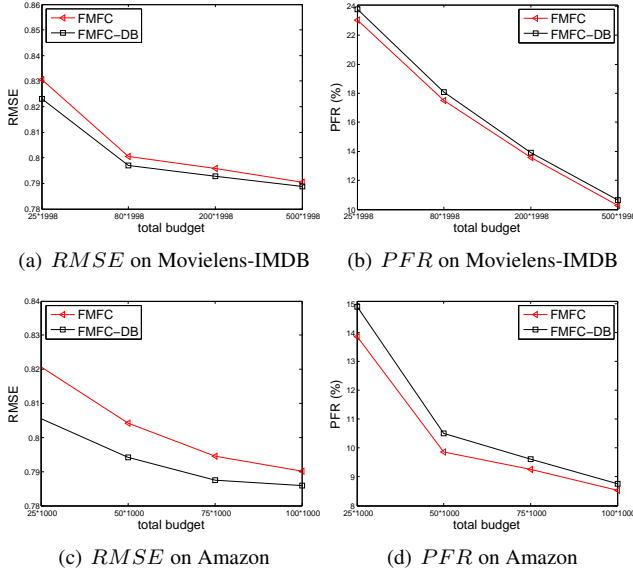 0.86
0.85
0.84
0.83
0.82
0.81
0.8
0.79
0.78
RMSE
FMFC
FMFC-DB
25*1998
80*1998
200*1998
500*1998
total budget
(a) RMSE on Movielens-IMDB
24
22
20
18
16
14
12
10
PFR (%)
FMFC
FMFC-DB
25*1998
80*1998
200*1998
500*1998
total budget
(b) PFR on Movielens-IMDB
0.84
0.83
0.82
0.81
0.8
0.79
0.78
RMSE
FMFC
FMFC-DB
25*1000
50*1000
75*1000
100*1000
total budget
(c) RMSE on Amazon
15
14
13
12
11
10
9
8
PFR (%)
FMFC
FMFC-DB
25*1000
50*1000
75*1000
100*1000
total budget
(d) PFR on Amazon